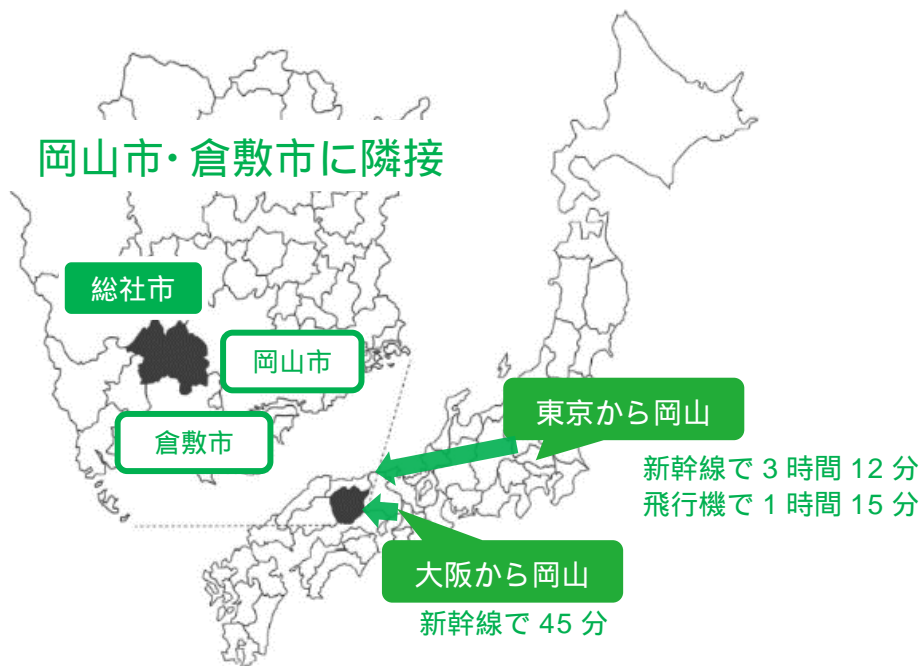 岡山市・倉敷市に隣接
総社市
岡山市
倉敷市
東京から岡山
新幹線で 3 時間 12 分
飛行機で 1 時間 15 分
大阪から岡山
新幹線で 45 分